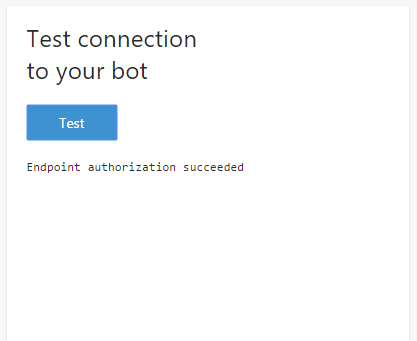 Test connection
to your bot
Test
Endpoint authorization succeeded